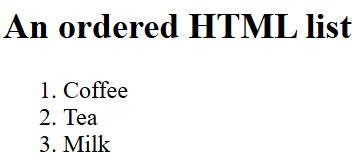 An ordered HTML list
1. Coffee
2. Tea
3. Milk